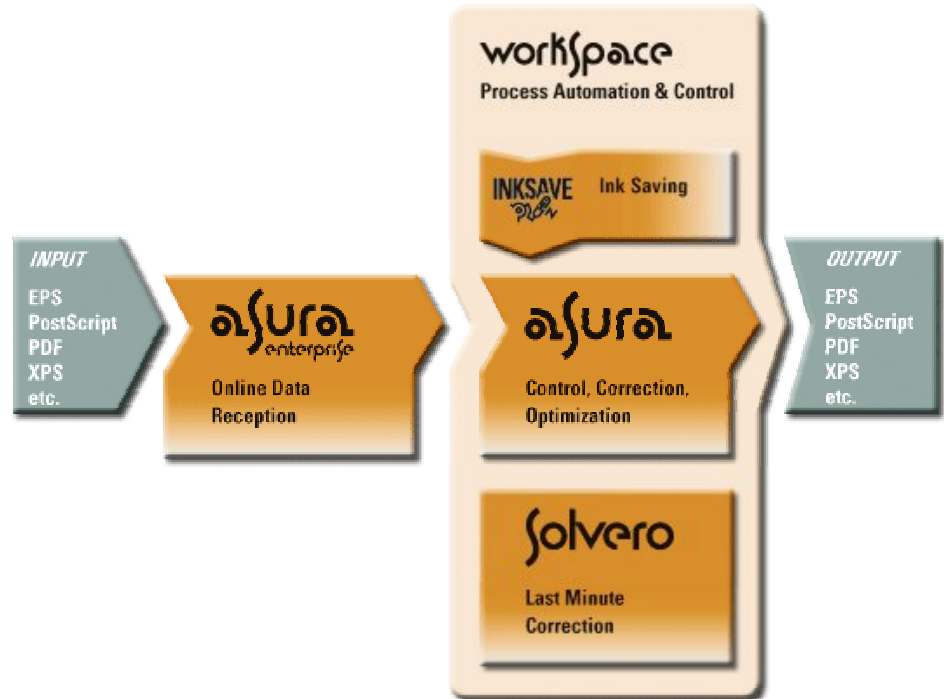 workspace
Process Automation & Control
INKSAVE
Ink Saving
INPUT
EPS
PostScript
PDF
XPS
etc.
asura
enterprise
Online Data
Reception
asura
Control, Correction,
Optimization
OUTPUT
EPS
PostScript
PDF
XPS
etc.
Solvero
Last Minute
Correction